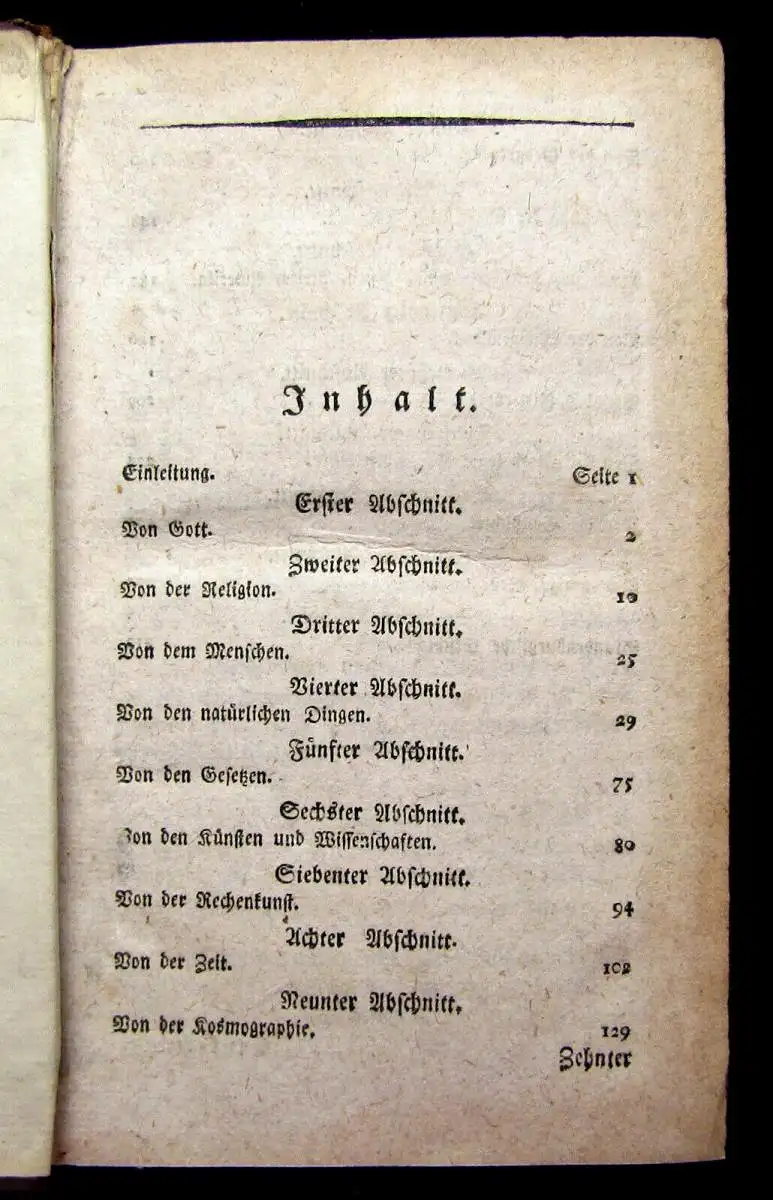 Inhalt.
Einleitung. Seite 1
Erster Abschnitt.
Von Gott. 2
Zweiter Abschnitt.
Von der Religion. 10
Dritter Abschnitt.
Von dem Menschen. 25
Vierter Abschnitt.
Von den natürlichen Dingen. 29
Fünfter Abschnitt.
Von den Gesetzen. 75
Sechster Abschnitt.
Von den Künsten und Wissenschaften. 80
Siebenter Abschnitt.
Von der Rechenkunst. 94
Achter Abschnitt.
Von der Zeit. 102
Neunter Abschnitt.
Von der Kosmographie. 129
Zehnter